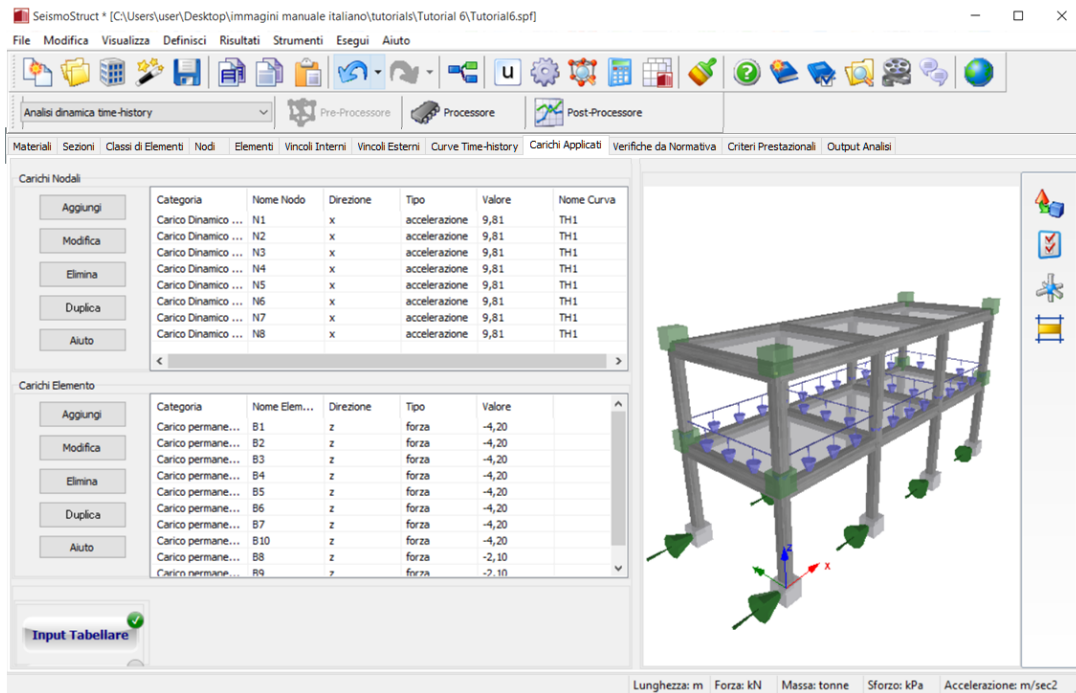 SeismoStruct * [C:\Users\user\Desktop\immagini manuale italiano\tutorials\Tutorial 6\Tutorial6.spf]
File Modifica Visualizza Definisci Risultati Strumenti Esegui Aiuto
u
Analisi dinamica time-history Pre-Processore Processore Post-Processore
Materiali Sezioni Classi di Elementi Nodi Elementi Vincoli Interni Vincoli Esterni Curve Time-history Carichi Applicati Verifiche da Normativa Criteri Prestazionali Output Analisi
Carichi Nodali
Aggiungi
Modifica
Elimina
Duplica
Aiuto
Categoria Nome Nodo Direzione Tipo Valore Nome Curva
Carico Dinamico ... N1 x accelerazione 9,81 TH1
Carico Dinamico ... N2 x accelerazione 9,81 TH1
Carico Dinamico ... N3 x accelerazione 9,81 TH1
Carico Dinamico ... N4 x accelerazione 9,81 TH1
Carico Dinamico ... N5 x accelerazione 9,81 TH1
Carico Dinamico ... N6 x accelerazione 9,81 TH1
Carico Dinamico ... N7 x accelerazione 9,81 TH1
Carico Dinamico ... N8 x accelerazione 9,81 TH1
Carichi Elemento
Aggiungi
Modifica
Elimina
Duplica
Aiuto
Categoria Nome Elem... Direzione Tipo Valore
Carico permane... B1 z forza -4,20
Carico permane... B2 z forza -4,20
Carico permane... B3 z forza -4,20
Carico permane... B4 z forza -4,20
Carico permane... B5 z forza -4,20
Carico permane... B6 z forza -4,20
Carico permane... B7 z forza -4,20
Carico permane... B10 z forza -4,20
Carico permane... B8 z forza -2,10
Carico permane... B9 z forza -2,10
z
x
Input Tabellare
Lunghezza: m Forza: kN Massa: tonne Sforzo: kPa Accelerazione: m/sec2